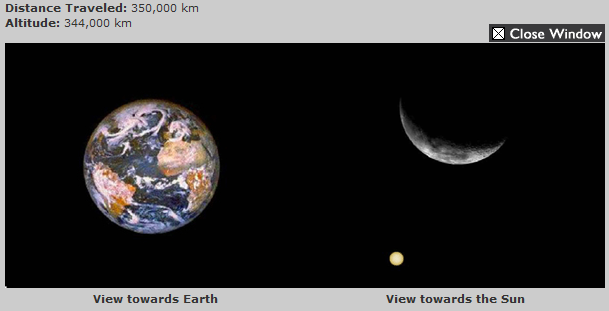 Distance Traveled: 350,000 km
Altitude: 344,000 km
Close Window
View towards Earth
View towards the Sun